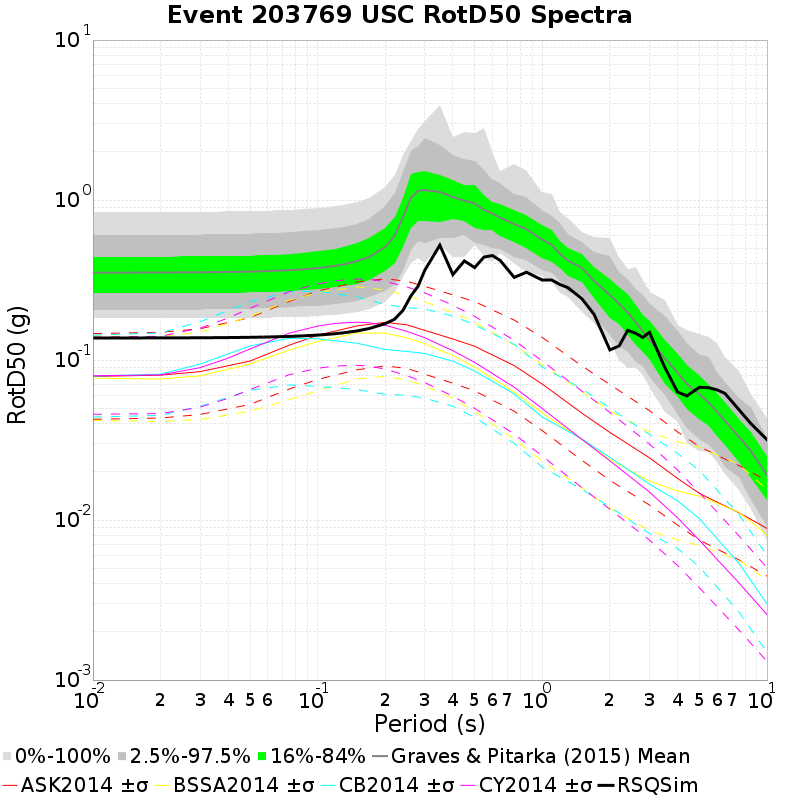 Event 203769 USC RotD50 Spectra
10^1
10^0
10^-1
10^-2
10^-3
RotD50 (g)
10^-2 2 3 4 5 6 10^-1 2 3 4 5 6 7 10^0 2 3 4 5 6 7 10^1
Period (s)
0%-100% 2.5%-97.5% 16%-84% Graves & Pitarka (2015) Mean
ASK2014 ±σ BSSA2014 ±σ CB2014 ±σ CY2014 ±σ RSQSim